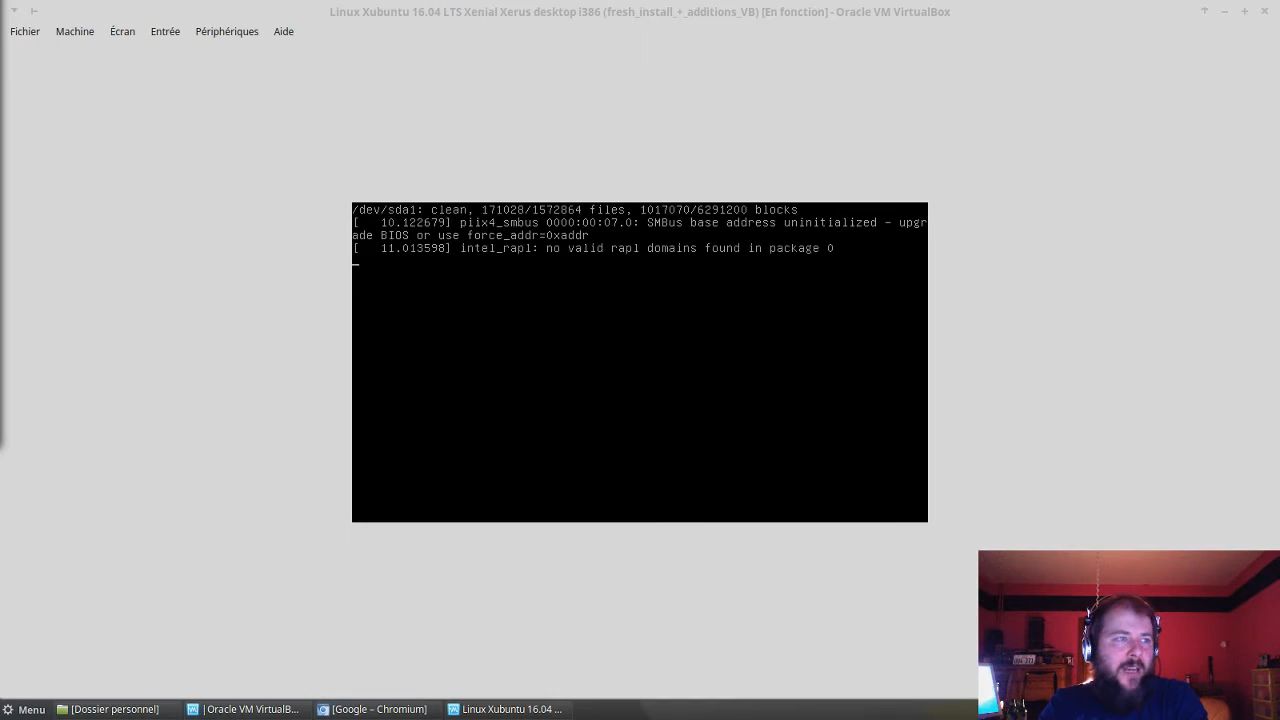 Linux Xubuntu 16.04 LTS Xenial Xerus desktop i386 (fresh_install_+_additions_VB) [En fonction] - Oracle VM VirtualBox
Fichier Machine Écran Entrée Périphériques Aide
/dev/sda1: clean, 171028/1572864 files, 1017070/6291200 blocks
[ 10.122679] piix4_smbus 0000:00:07.0: SMBus base address uninitialized - upgr
ade BIOS or use force_addr=0xaddr
[ 11.013598] intel_rapl: no valid rapl domains found in package 0
Menu [Dossier personnel] [Oracle VM VirtualB... [Google – Chromium] Linux Xubuntu 16.04 ...